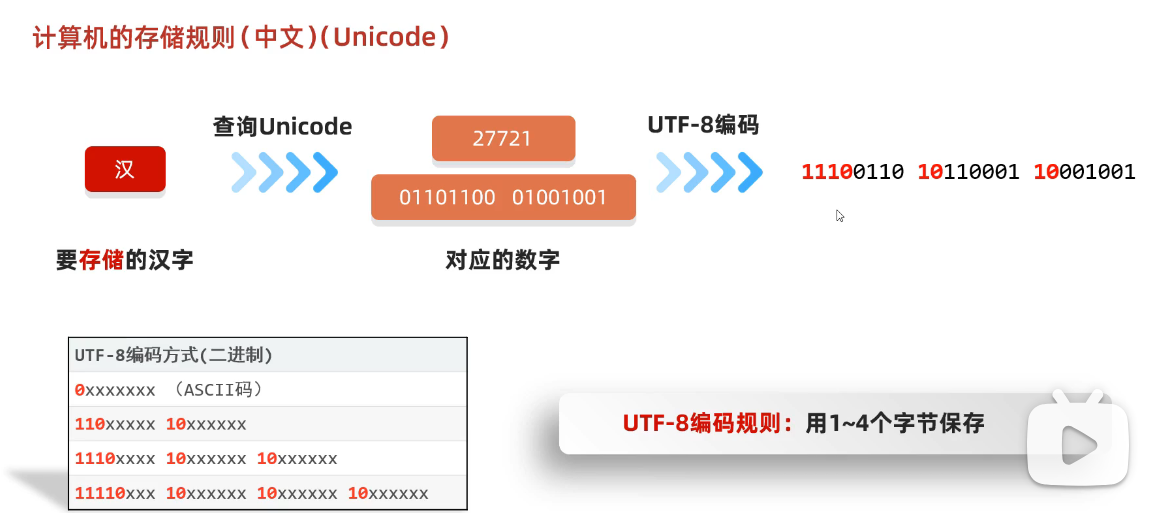 计算机的存储规则(中文)(Unicode)
查询Unicode
UTF-8编码
汉
27721
01101100 01001001
11100110 10110001 10001001
要存储的汉字
对应的数字
UTF-8编码方式(二进制)
0xxxxxxx （ASCII码）
110xxxxx 10xxxxxx
1110xxxx 10xxxxxx 10xxxxxx
11110xxx 10xxxxxx 10xxxxxx 10xxxxxx
UTF-8编码规则：用1~4个字节保存